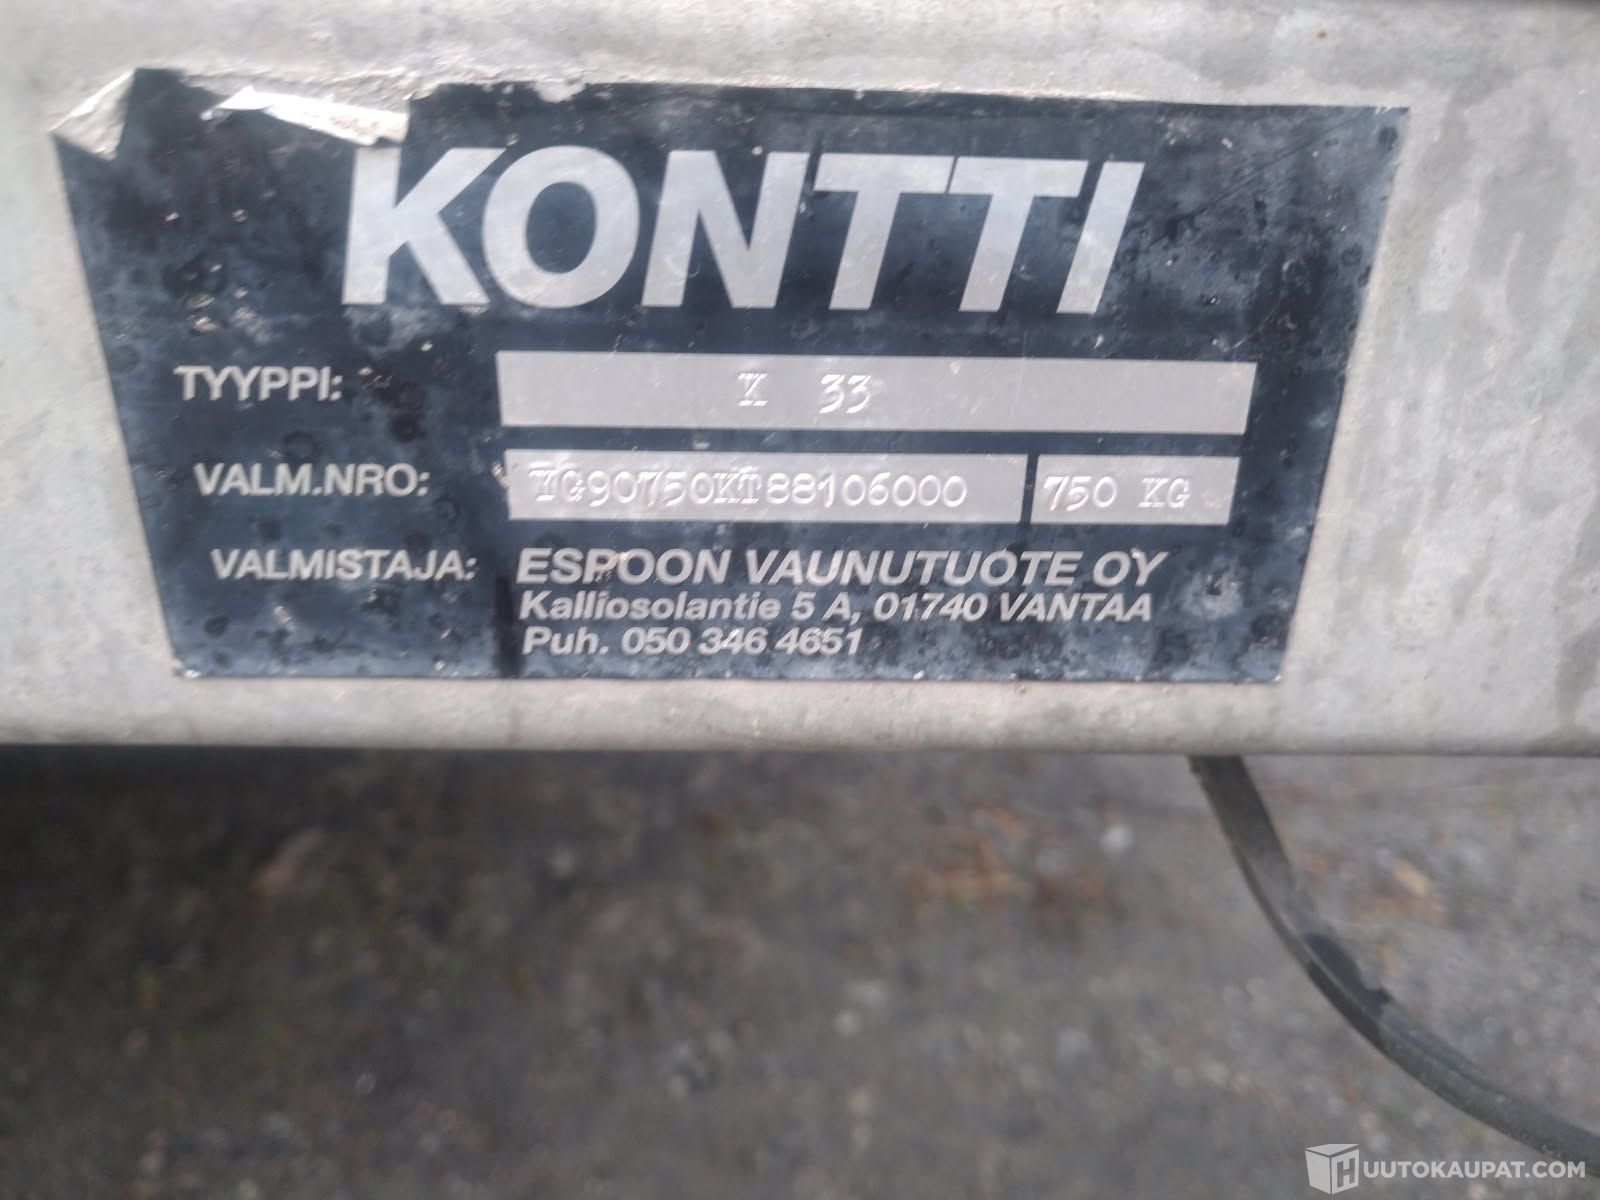 KONTTI
TYYPPI: K 33
VALM.NRO: YG90750KT88106000 750 KG
VALMISTAJA: ESPOON VAUNUTUOTE OY
Kalliosolantie 5 A, 01740 VANTAA
Puh. 050 346 4651
HUUTOKAUPAT.COM